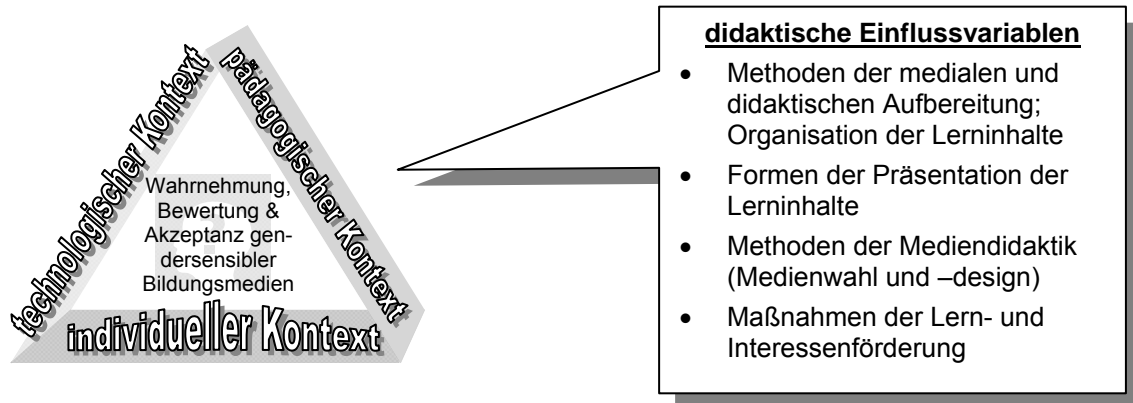 technologischer Kontext
pädagogischer Kontext
Wahrnehmung,
Bewertung &
Akzeptanz gen-
dersensibler
Bildungsmedien
individueller Kontext
didaktische Einflussvariablen
• Methoden der medialen und
didaktischen Aufbereitung;
Organisation der Lerninhalte
• Formen der Präsentation der
Lerninhalte
• Methoden der Mediendidaktik
(Medienwahl und –design)
• Maßnahmen der Lern- und
Interessenförderung